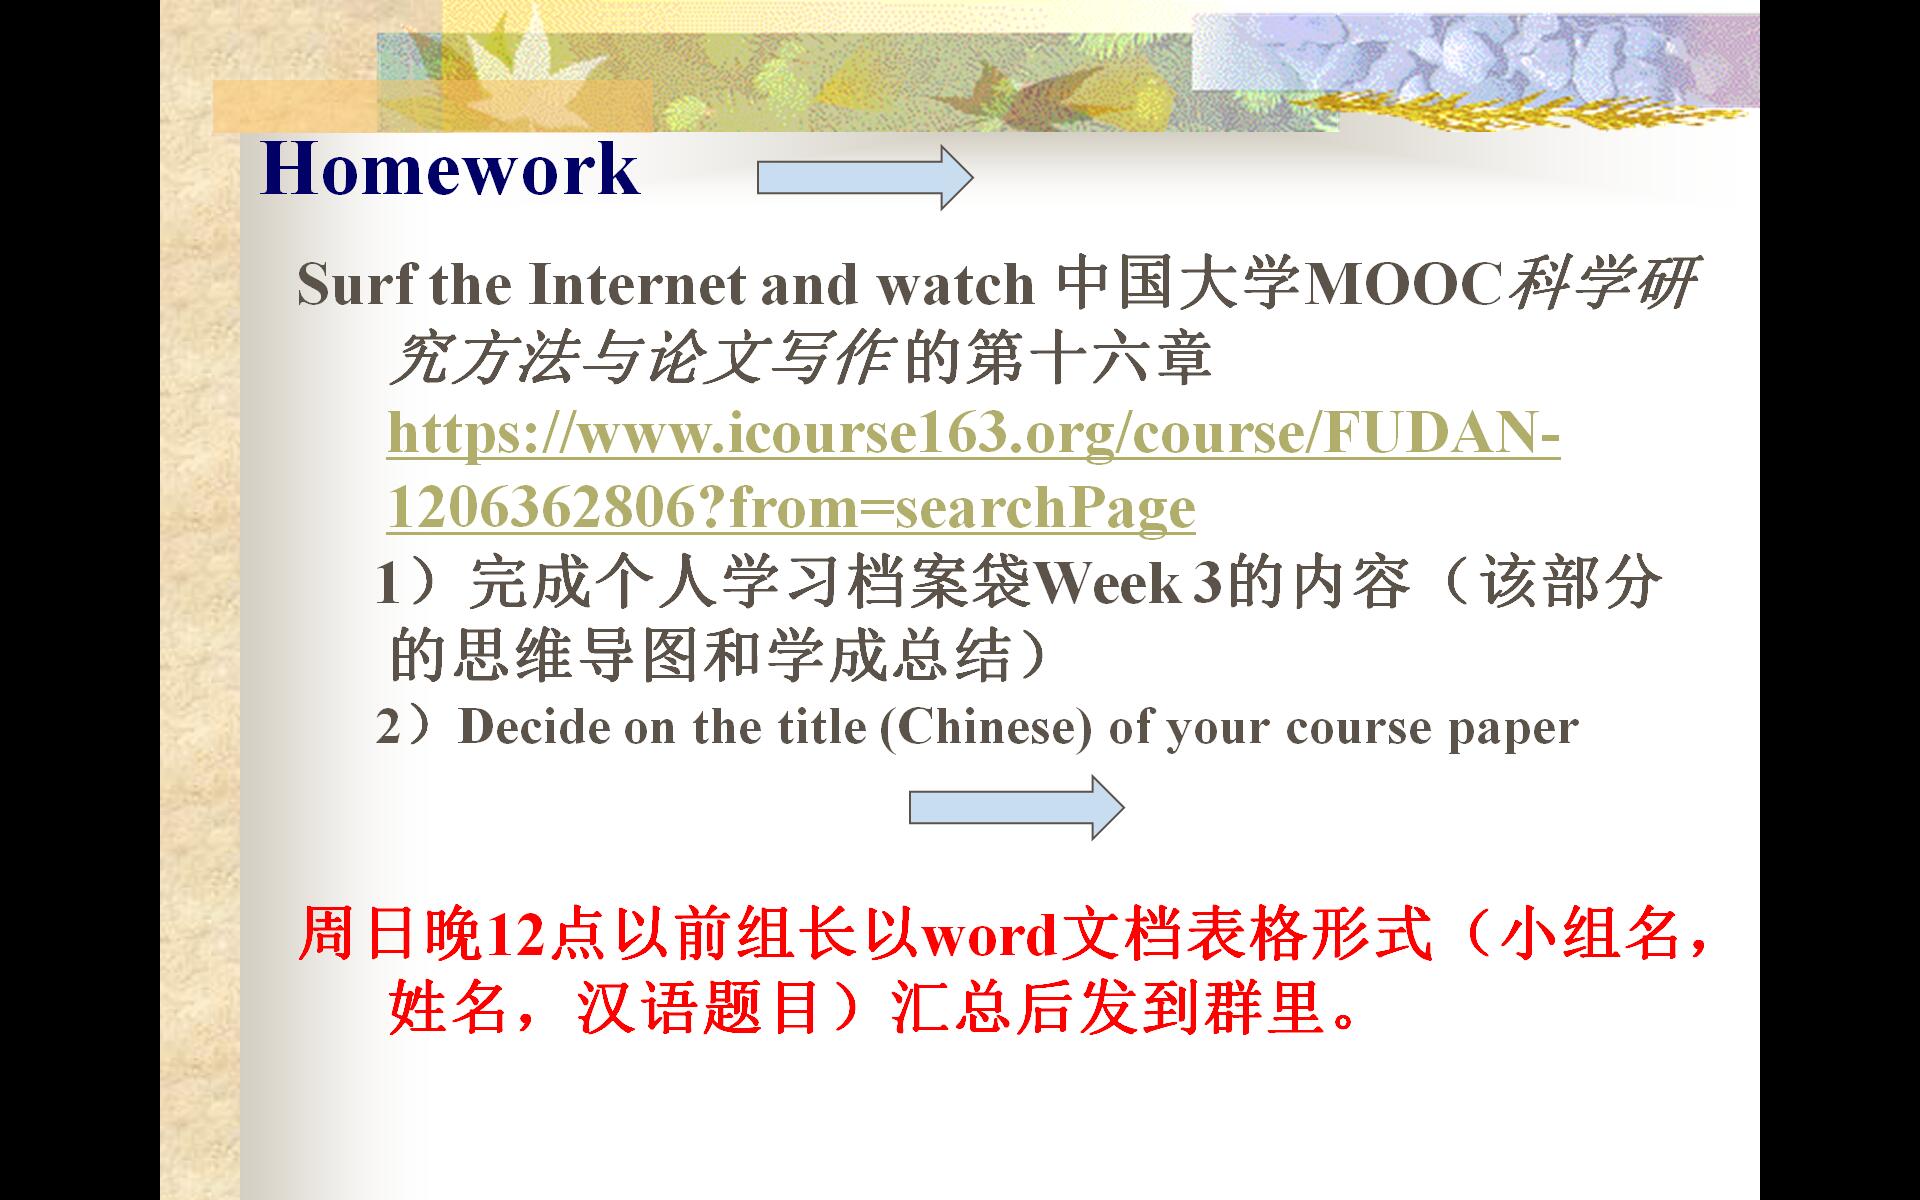 Homework
Surf the Internet and watch 中国大学MOOC科学研
究方法与论文写作的第十六章
https://www.icourse163.org/course/FUDAN-
1206362806?from=searchPage
1）完成个人学习档案袋Week 3的内容（该部分
的思维导图和学成总结）
2）Decide on the title (Chinese) of your course paper
周日晚12点以前组长以word文档表格形式（小组名，
姓名，汉语题目）汇总后发到群里。